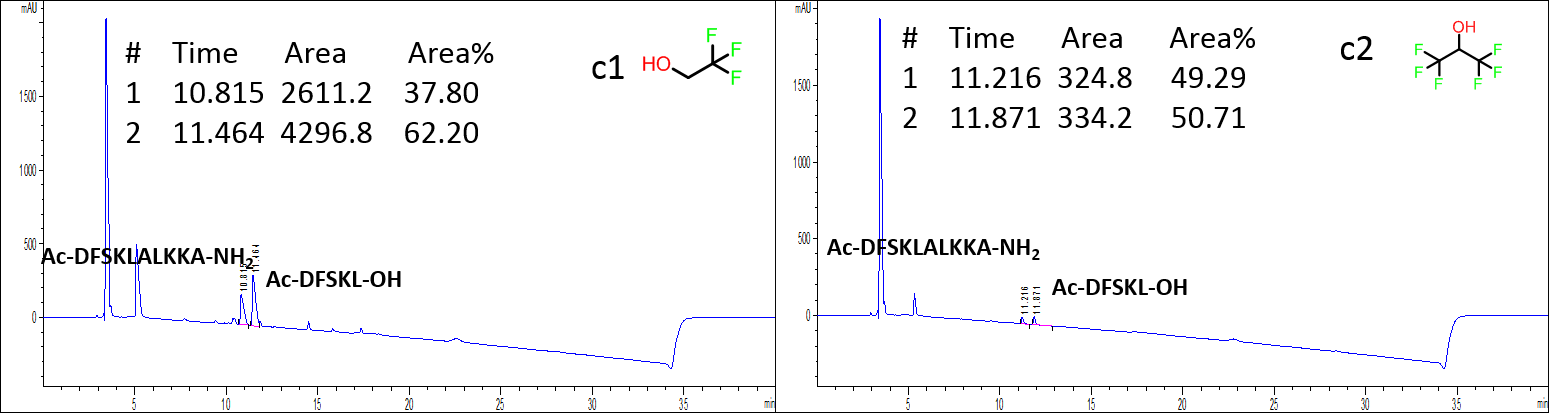 mAU
1500
1000
500
0
# Time Area Area%
1 10.815 2611.2 37.80
2 11.464 4296.8 62.20
c1
HO
F
F
F
Ac-DFSKLALKKA-NH2
10.815
11.464
Ac-DFSKL-OH
5 10 15 20 25 30 35 min
mAU
1500
1000
500
0
# Time Area Area%
1 11.216 324.8 49.29
2 11.871 334.2 50.71
c2
OH
F F
F F
F F
Ac-DFSKLALKKA-NH2
Ac-DFSKL-OH
11.216
11.871
5 10 15 20 25 30 35 min